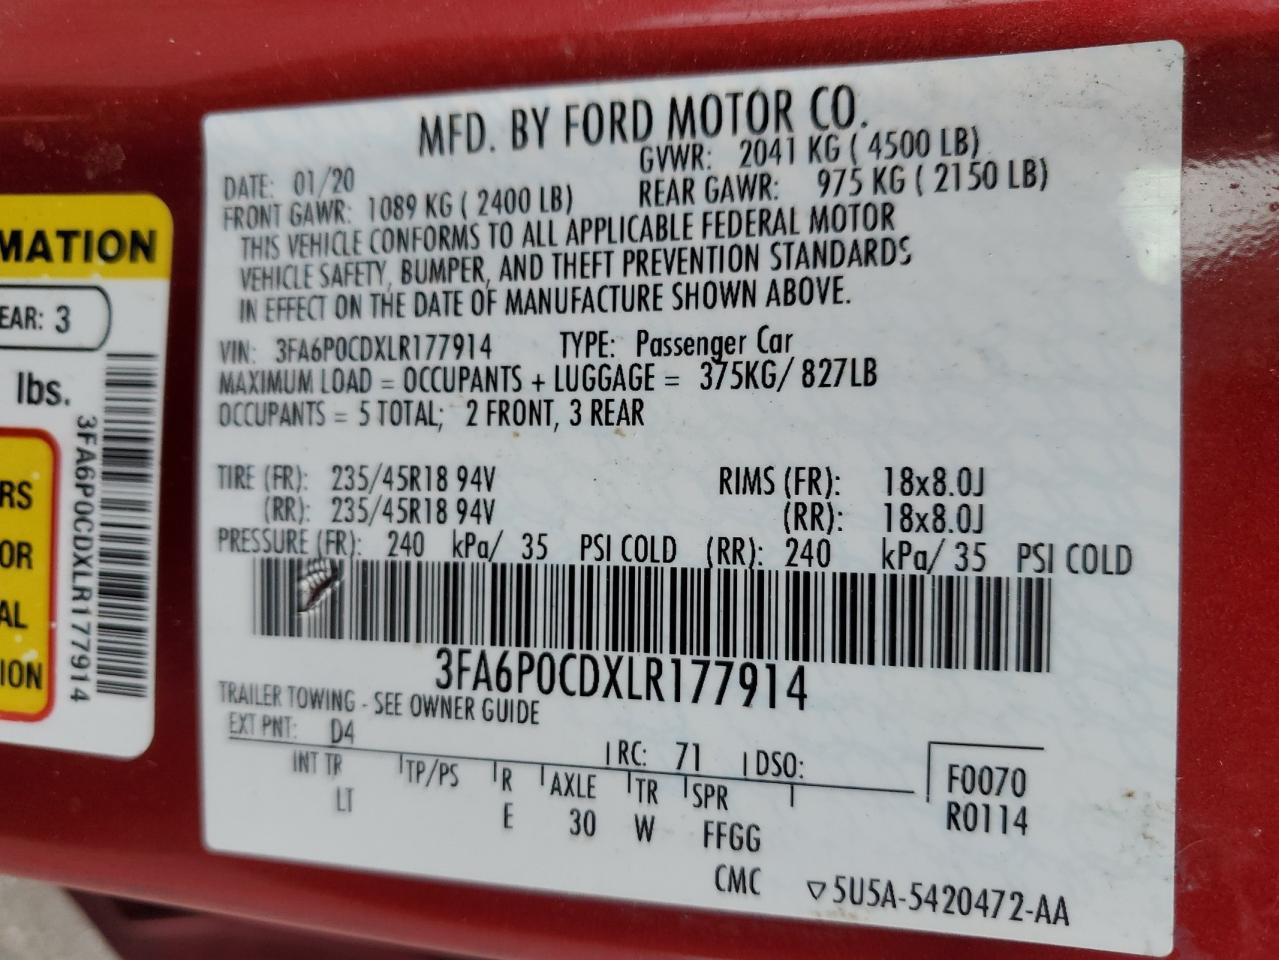 MATION
EAR: 3
lbs.
RS
OR
AL
ION
3FA6P0CDXLR177914
MFD. BY FORD MOTOR CO.
DATE: 01/20 GVWR: 2041 KG ( 4500 LB)
FRONT GAWR: 1089 KG ( 2400 LB) REAR GAWR: 975 KG ( 2150 LB)
THIS VEHICLE CONFORMS TO ALL APPLICABLE FEDERAL MOTOR
VEHICLE SAFETY, BUMPER, AND THEFT PREVENTION STANDARDS
IN EFFECT ON THE DATE OF MANUFACTURE SHOWN ABOVE.
VIN: 3FA6P0CDXLR177914 TYPE: Passenger Car
MAXIMUM LOAD = OCCUPANTS + LUGGAGE = 375KG/ 827LB
OCCUPANTS = 5 TOTAL; 2 FRONT, 3 REAR
TIRE (FR): 235/45R18 94V RIMS (FR): 18x8.0J
(RR): 235/45R18 94V (RR): 18x8.0J
PRESSURE (FR): 240 kPa/ 35 PSI COLD (RR): 240 kPa/ 35 PSI COLD
3FA6P0CDXLR177914
TRAILER TOWING - SEE OWNER GUIDE
EXT PNT: D4 RC: 71 DSO:
INT TR TP/PS R AXLE TR SPR F0070
LT E 30 W FFGG R0114
CMC ▽5U5A-5420472-AA